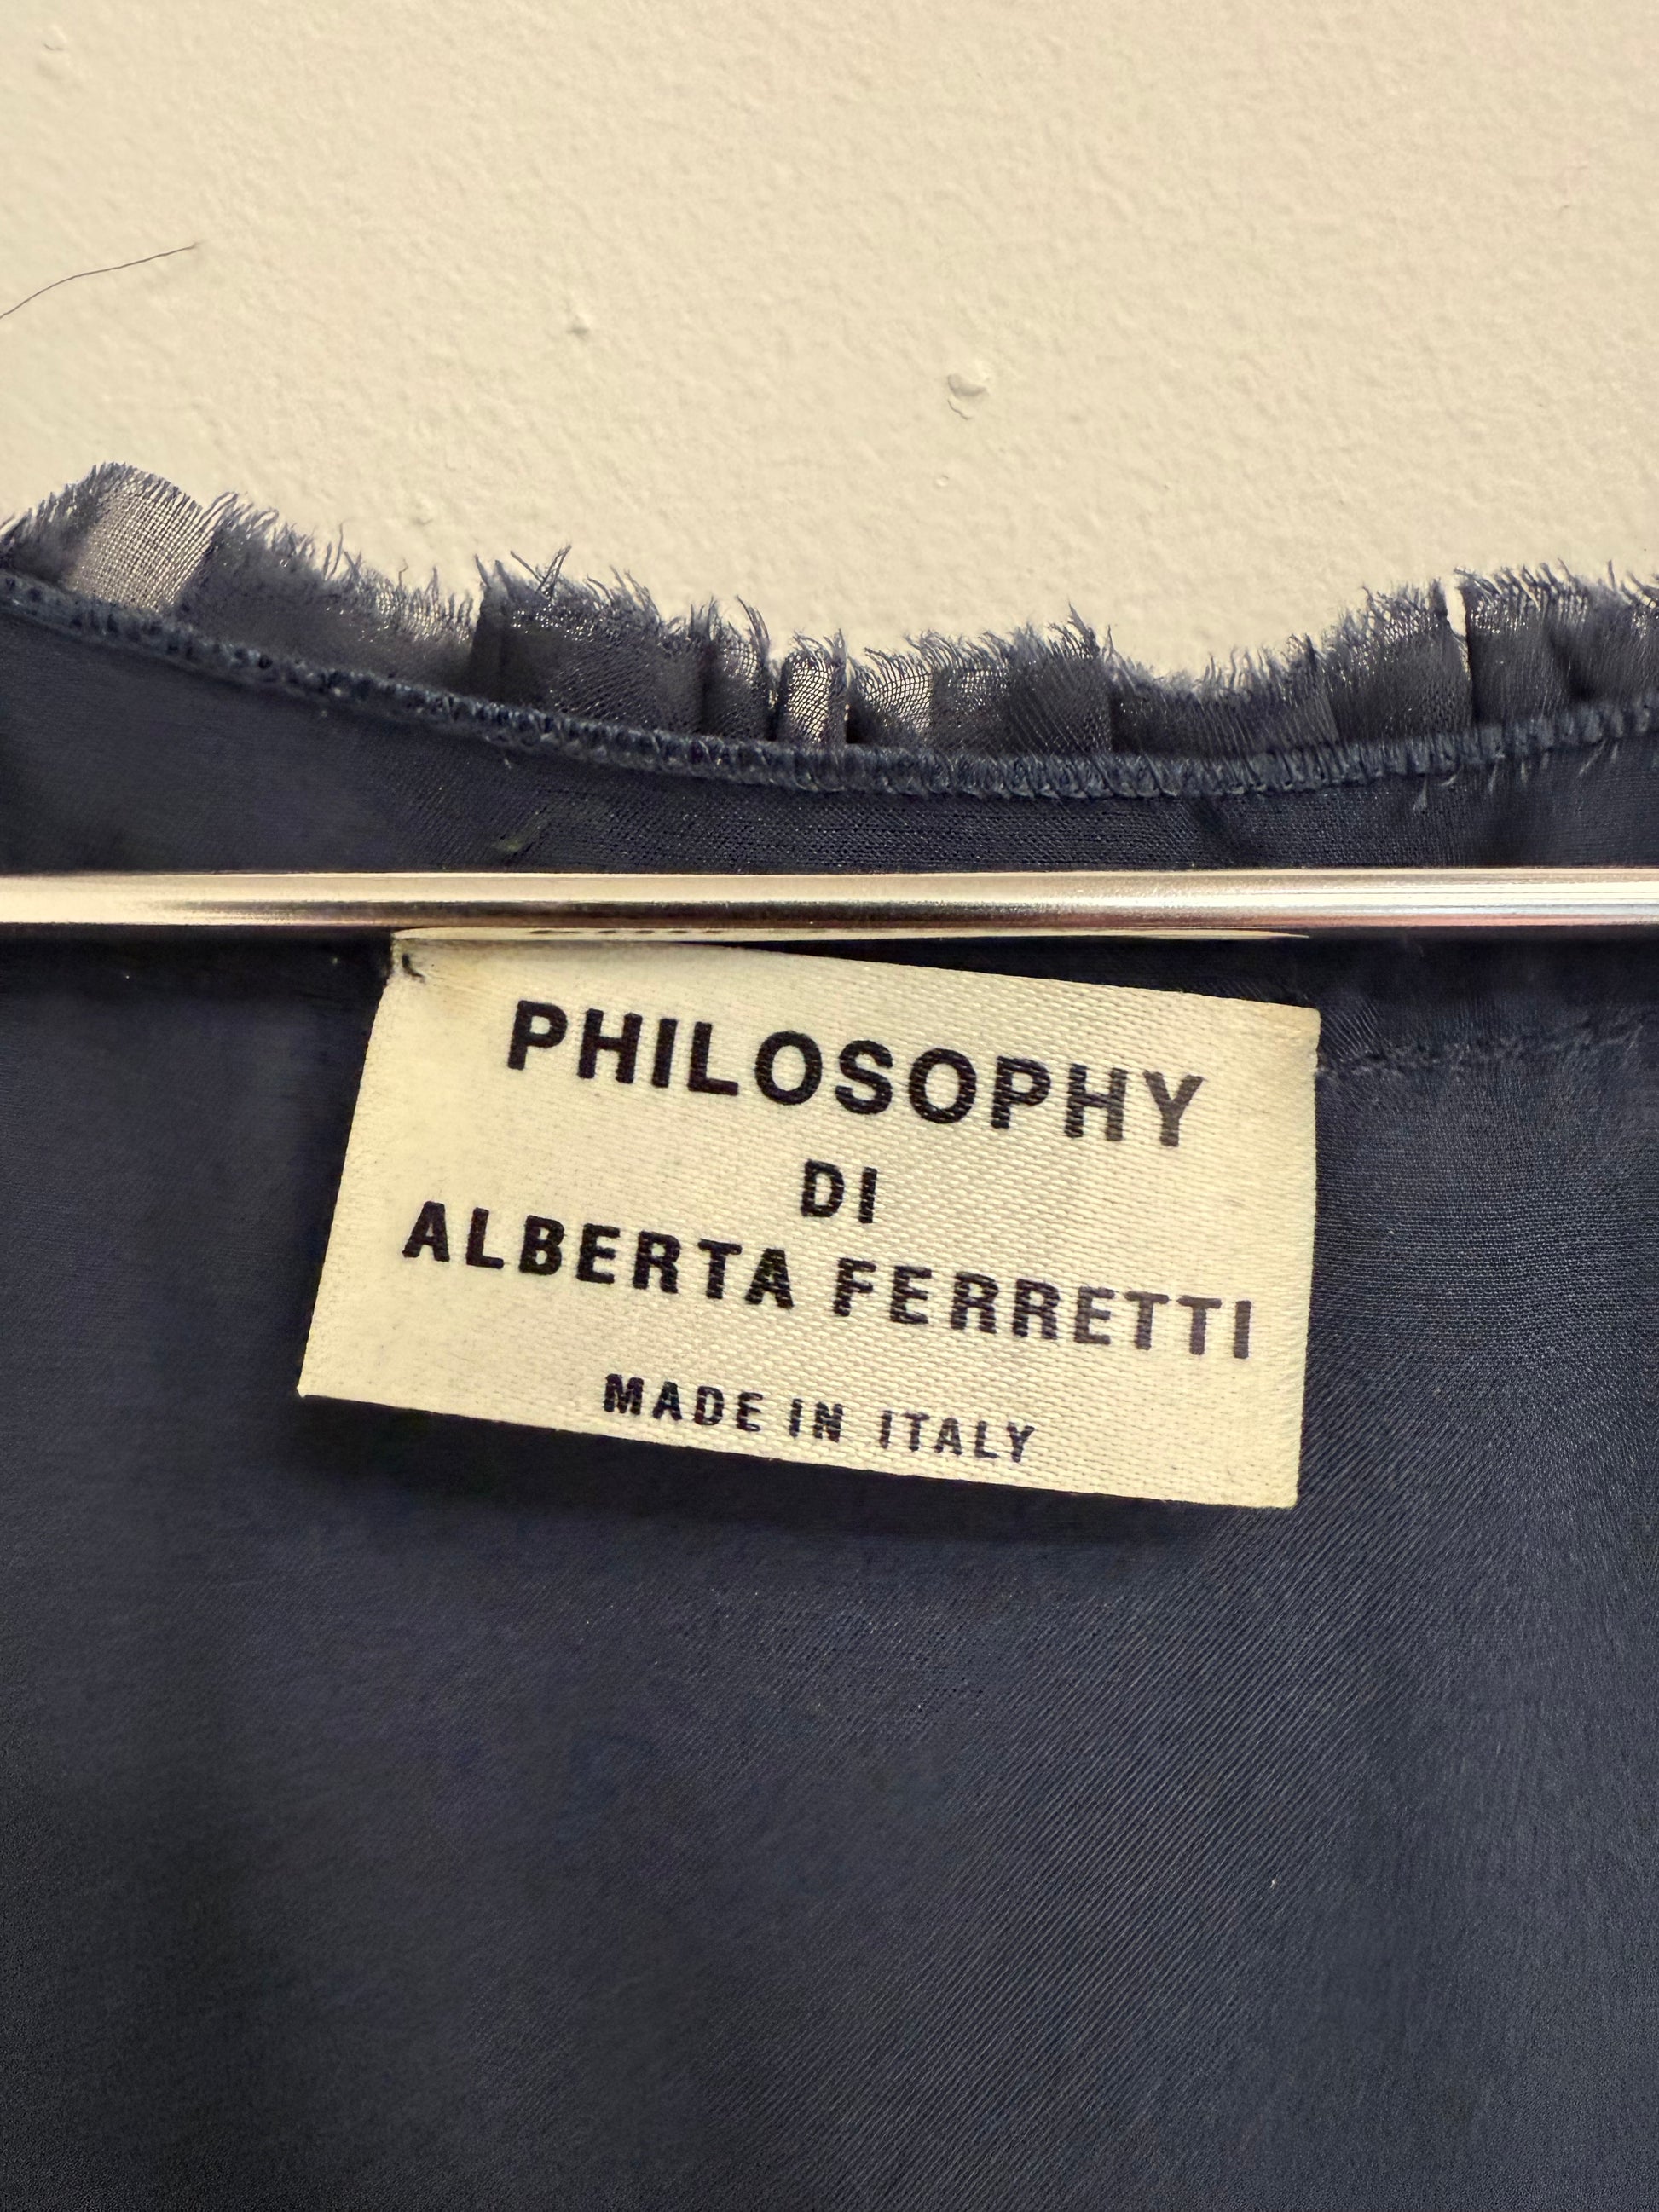 PHILOSOPHY
DI
ALBERTA FERRETTI
MADE IN ITALY